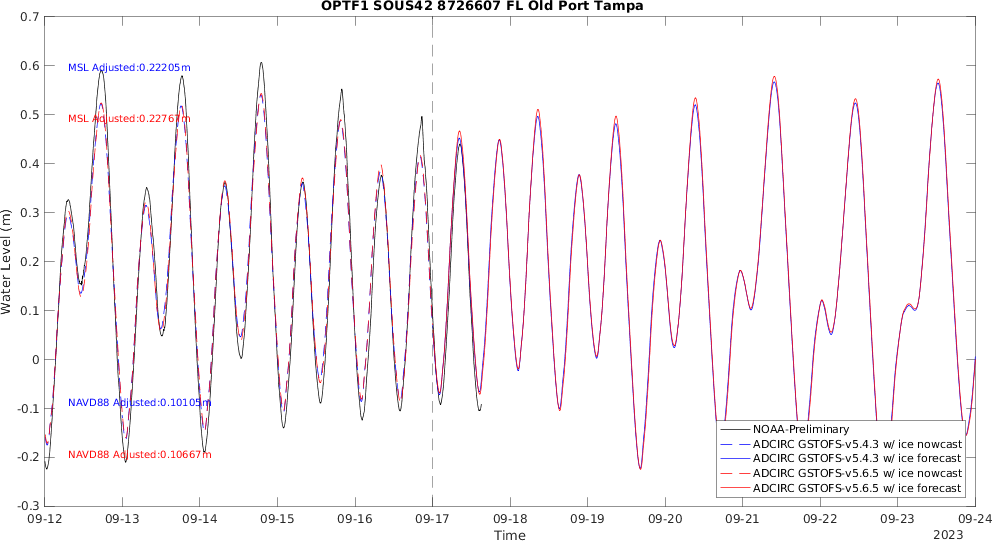 OPTF1 SOUS42 8726607 FL Old Port Tampa
0.7
0.6
0.5
0.4
0.3
0.2
0.1
0
-0.1
-0.2
-0.3
Water Level (m)
MSL Adjusted:0.22205m
MSL Adjusted:0.22767m
NAVD88 Adjusted:0.10105m
NAVD88 Adjusted:0.10667m
NOAA-Preliminary
ADCIRC GSTOFS-v5.4.3 w/ ice nowcast
ADCIRC GSTOFS-v5.4.3 w/ ice forecast
ADCIRC GSTOFS-v5.6.5 w/ ice nowcast
ADCIRC GSTOFS-v5.6.5 w/ ice forecast
09-12 09-13 09-14 09-15 09-16 09-17 09-18 09-19 09-20 09-21 09-22 09-23 09-24
Time
2023